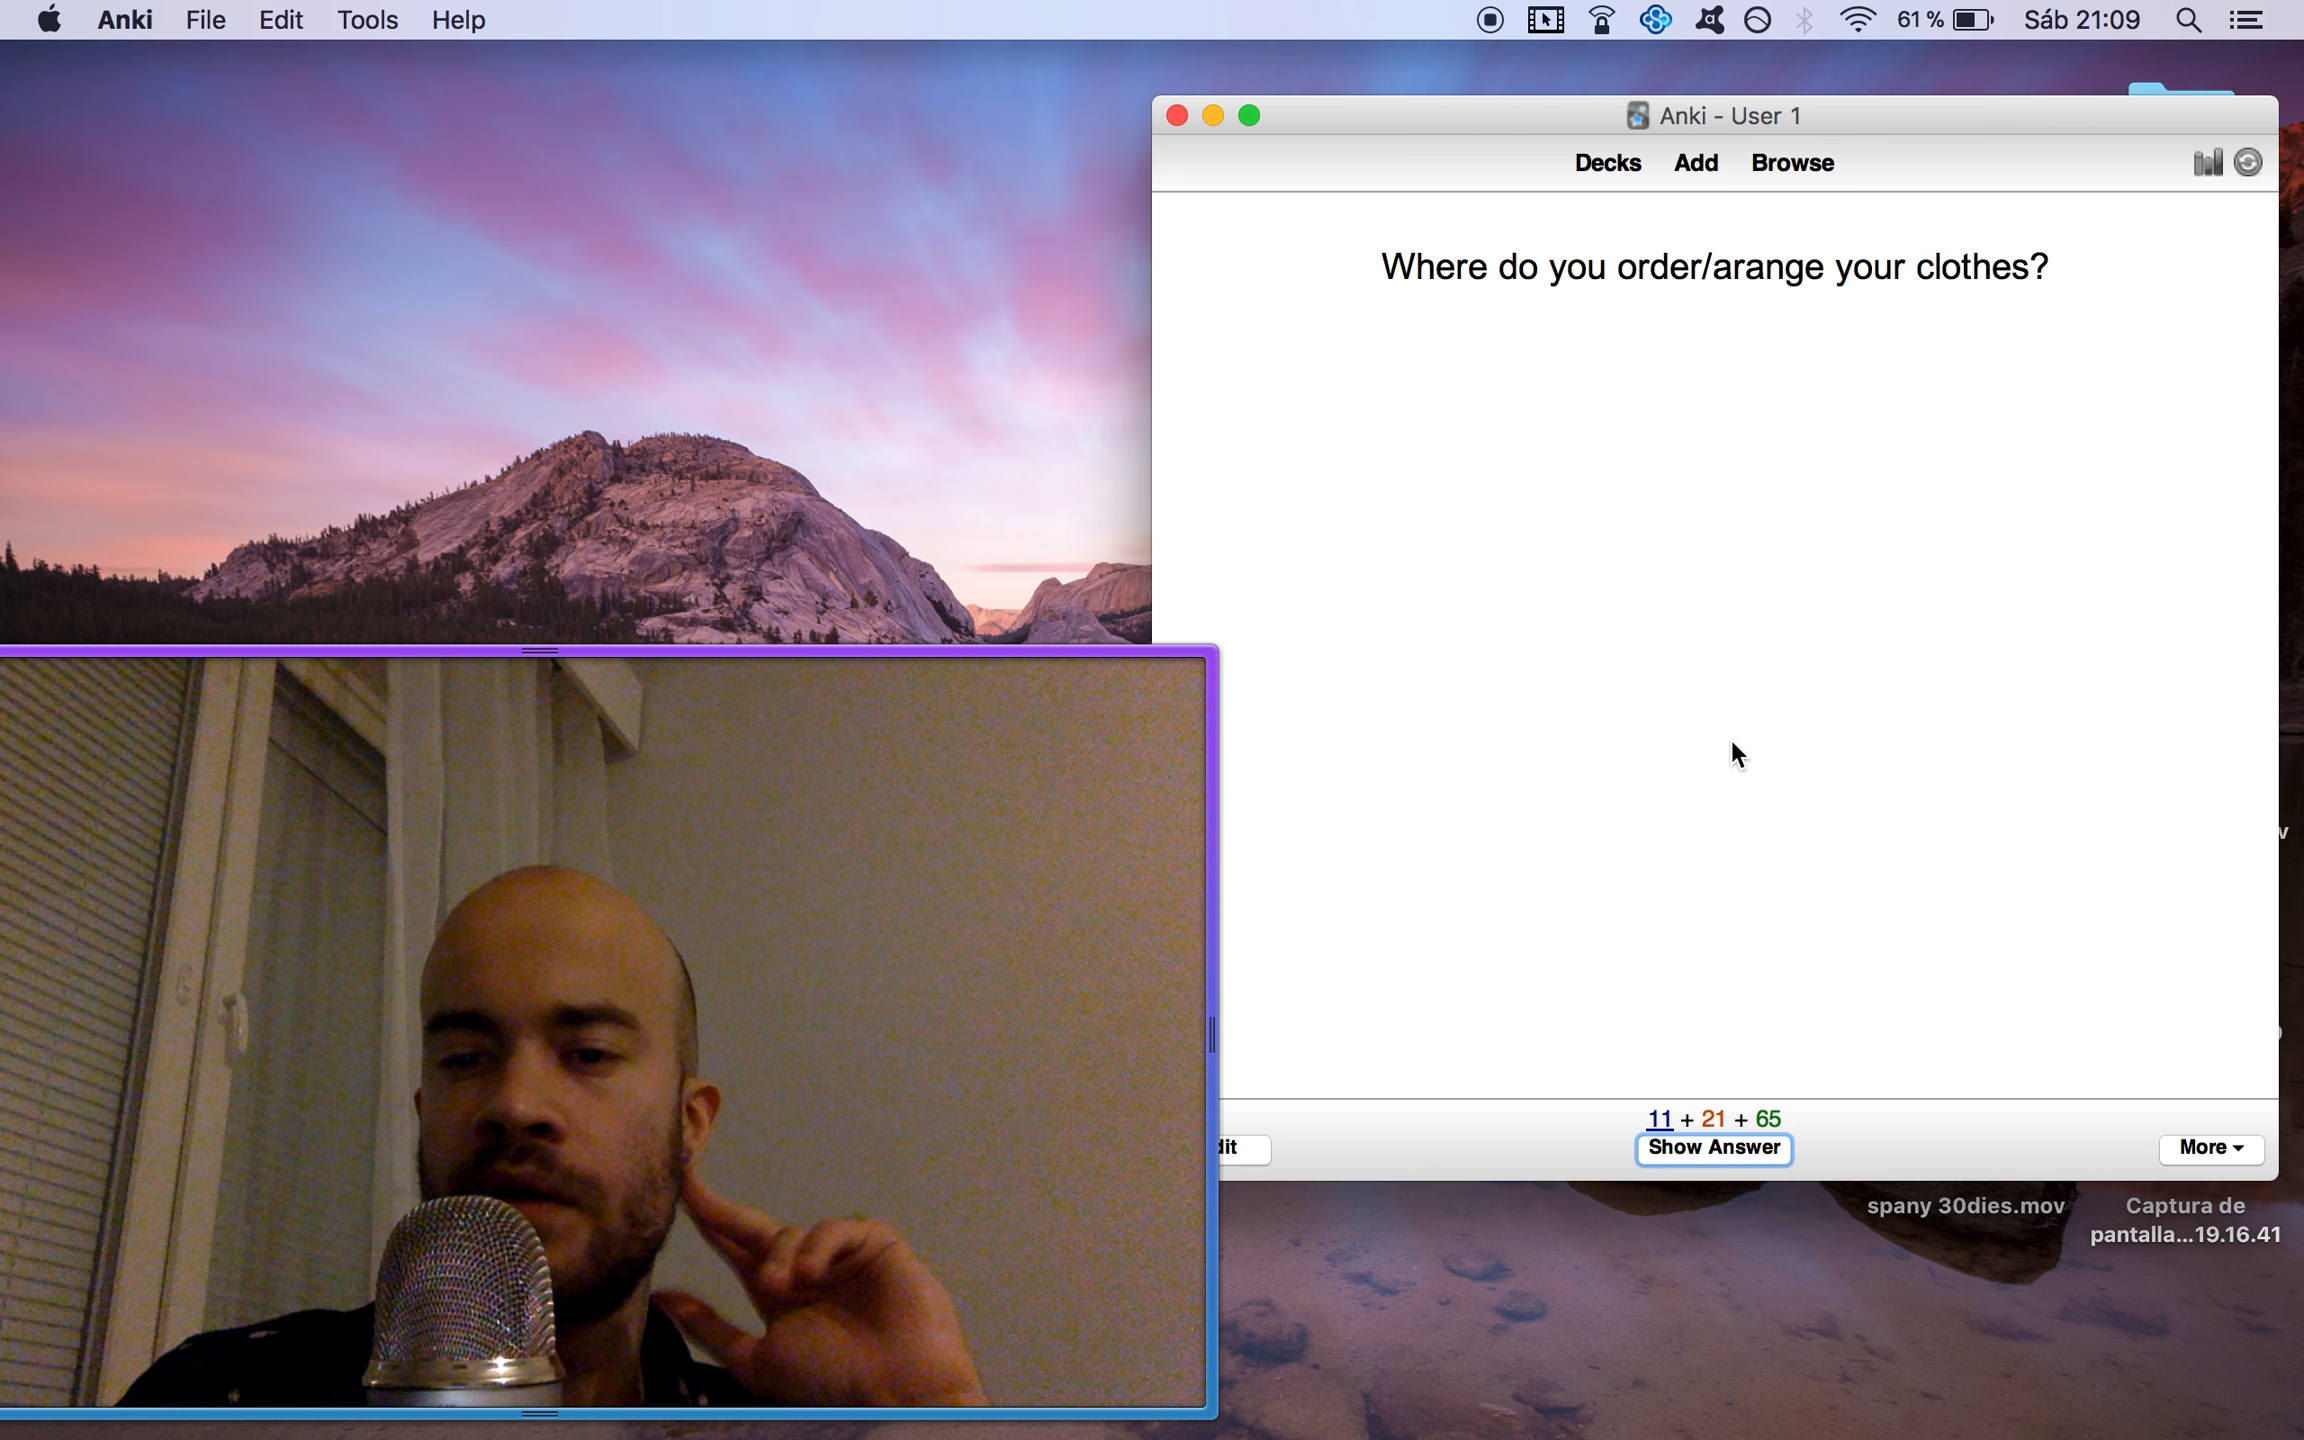 Anki File Edit Tools Help
61 % Sáb 21:09
Anki - User 1
Decks Add Browse
Where do you order/arange your clothes?
11 + 21 + 65
dit Show Answer More
spany 30dies.mov
Captura de
pantalla...19.16.41